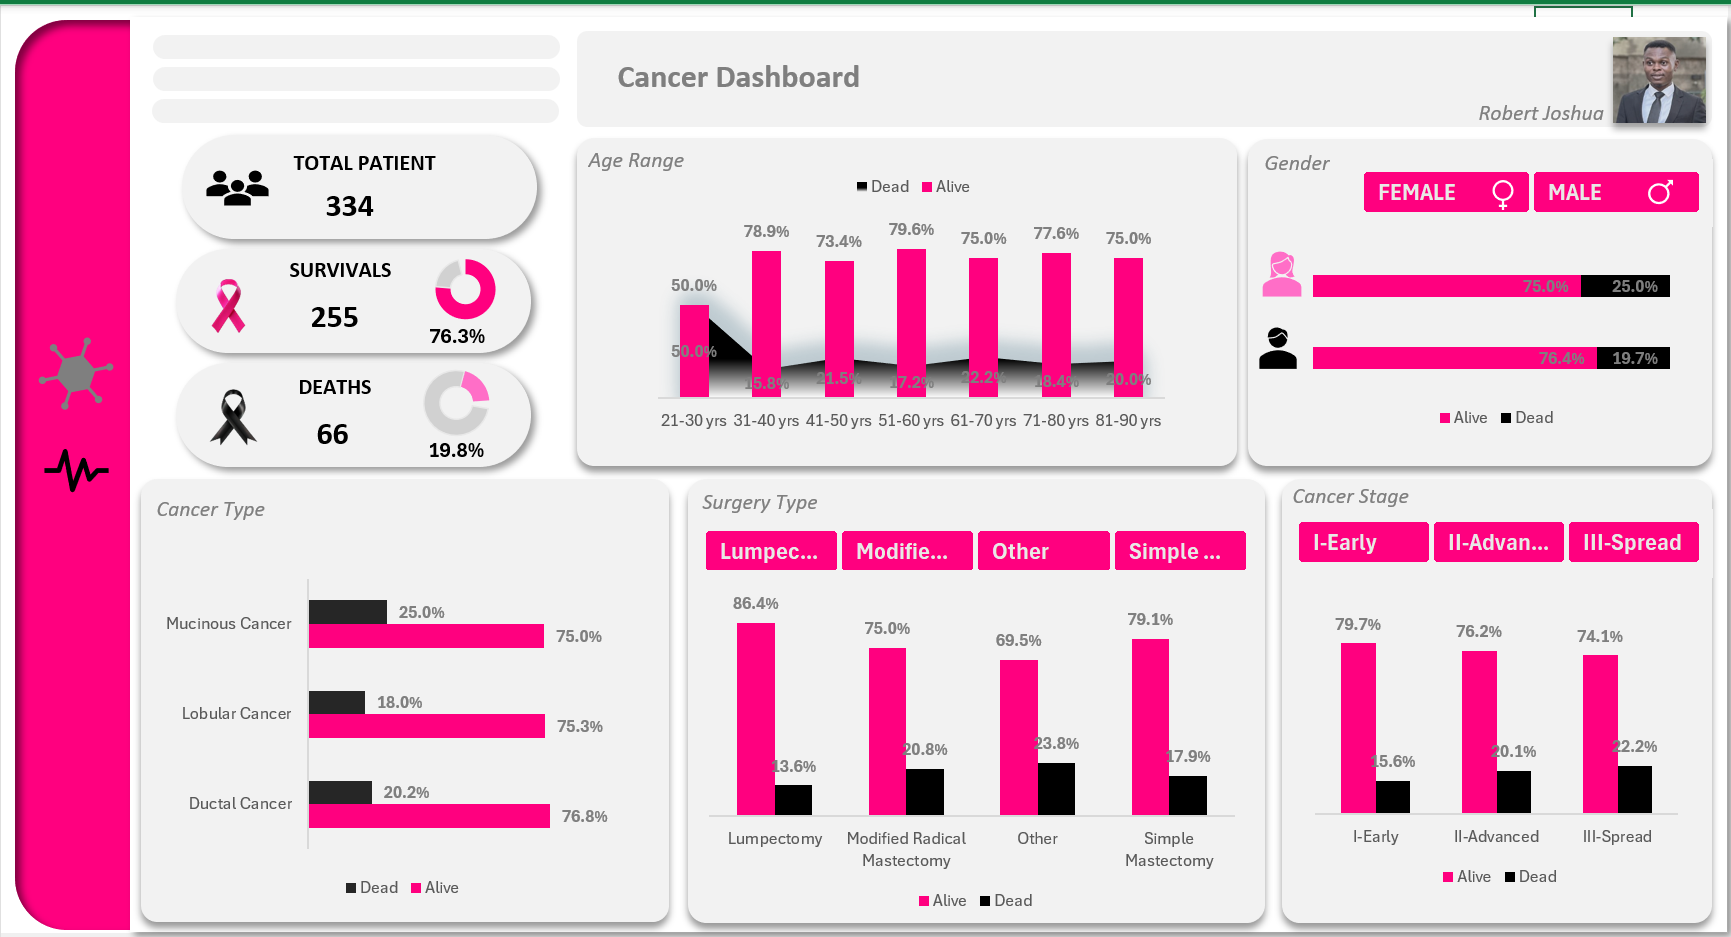 Cancer Dashboard
Robert Joshua
TOTAL PATIENT
334
SURVIVALS
255
76.3%
DEATHS
66
19.8%
Age Range
Dead Alive
78.9% 73.4% 79.6% 75.0% 77.6% 75.0%
50.0%
50.0%
15.8% 21.5% 17.2% 22.2% 18.4% 20.0%
21-30 yrs 31-40 yrs 41-50 yrs 51-60 yrs 61-70 yrs 71-80 yrs 81-90 yrs
Gender
FEMALE MALE
75.0% 25.0%
76.4% 19.7%
Alive Dead
Cancer Type
Mucinous Cancer 25.0%
75.0%
Lobular Cancer 18.0%
75.3%
Ductal Cancer 20.2%
76.8%
Dead Alive
Surgery Type
Lumpec... Modifie... Other Simple ...
86.4% 75.0% 69.5% 79.1%
13.6% 20.8% 23.8% 17.9%
Lumpectomy Modified Radical Other Simple
Mastectomy Mastectomy
Alive Dead
Cancer Stage
I-Early II-Advan... III-Spread
79.7% 76.2% 74.1%
15.6% 20.1% 22.2%
I-Early II-Advanced III-Spread
Alive Dead